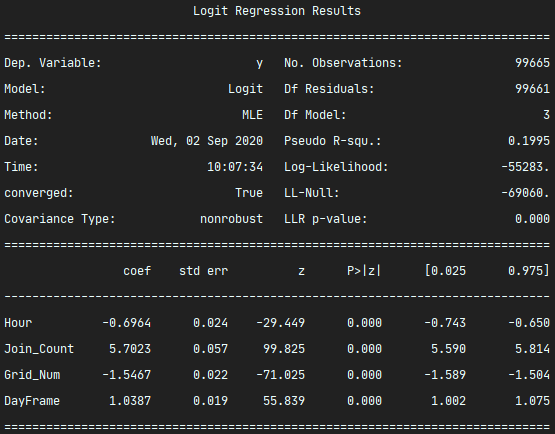 Logit Regression Results
==============================================================================
Dep. Variable: y No. Observations: 99665
Model: Logit Df Residuals: 99661
Method: MLE Df Model: 3
Date: Wed, 02 Sep 2020 Pseudo R-squ.: 0.1995
Time: 10:07:34 Log-Likelihood: -55283.
converged: True LL-Null: -69060.
Covariance Type: nonrobust LLR p-value: 0.000
==============================================================================
coef std err z P>|z| [0.025 0.975]
------------------------------------------------------------------------------
Hour -0.6964 0.024 -29.449 0.000 -0.743 -0.650
Join_Count 5.7023 0.057 99.825 0.000 5.590 5.814
Grid_Num -1.5467 0.022 -71.025 0.000 -1.589 -1.504
DayFrame 1.0387 0.019 55.839 0.000 1.002 1.075
==============================================================================